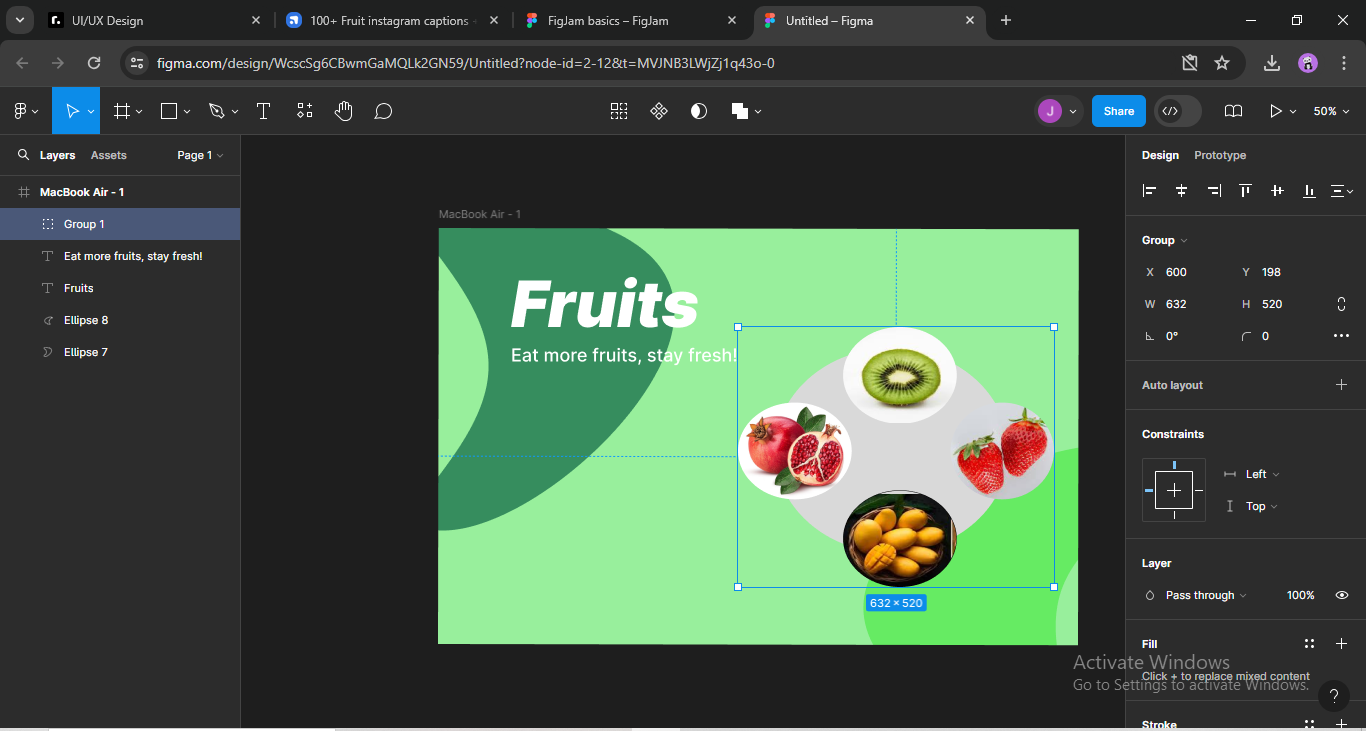 UI/UX Design
100+ Fruit instagram captions
FigJam basics – FigJam
Untitled – Figma
figma.com/design/WcscSg6CBwmGaMQLk2GN59/Untitled?node-id=2-12&t=MVJNB3LWjZj1q43o-0
J
Share
50%
Layers
Assets
Page 1
MacBook Air - 1
Group 1
Eat more fruits, stay fresh!
Fruits
Ellipse 8
Ellipse 7
MacBook Air - 1
Fruits
Eat more fruits, stay fresh!
632 × 520
Design
Prototype
Group
X 600 Y 198
W 632 H 520
0° 0
Auto layout
Constraints
Left
Top
Layer
Pass through 100%
Fill
Click + to replace mixed content
Stroke
Activate Windows
Go to Settings to activate Windows.
?